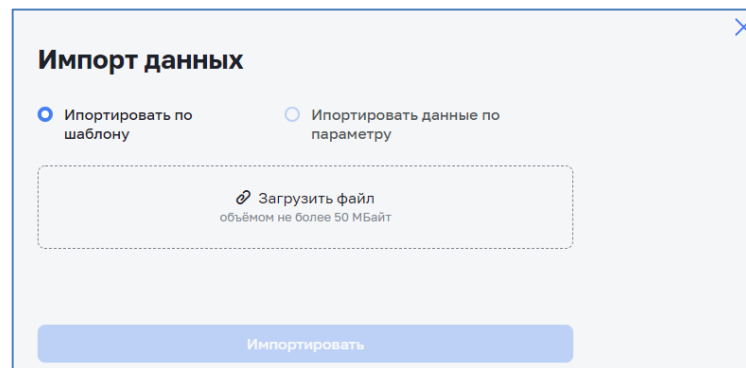 Импорт данных
Ипортировать по
шаблону
Ипортировать данные по
параметру
Загрузить файл
объёмом не более 50 МБайт
Импортировать